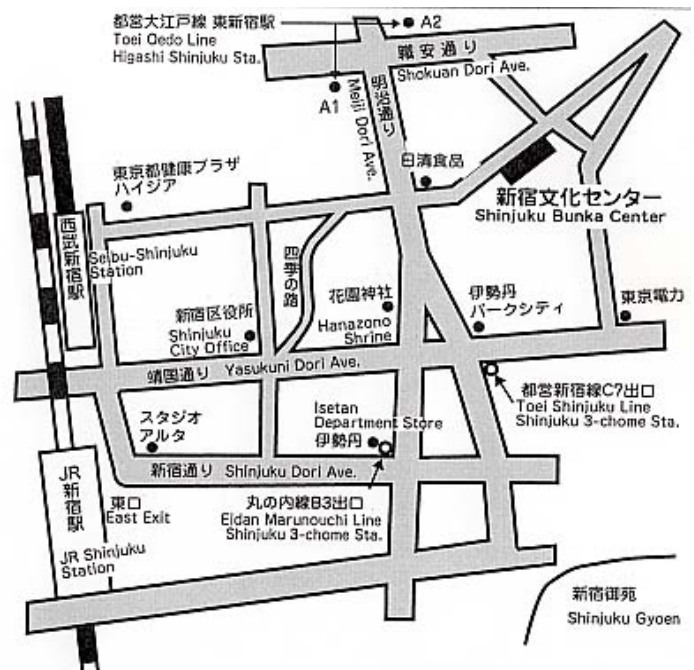 都営大江戸線 東新宿駅
Toei Oedo Line
Higashi Shinjuku Sta.
A2
A1
職安通り
Shokuan Dori Ave.
明治通り
Meiji Dori Ave.
日清食品
東京都健康プラザ
ハイジア
新宿文化センター
Shinjuku Bunka Center
西武新宿駅
Seibu-Shinjuku
Station
四季の路
新宿区役所
Shinjuku
City Office
花園神社
Hanazono
Shrine
伊勢丹
パークシティ
東京電力
靖国通り Yasukuni Dori Ave.
都営新宿線C7出口
Toei Shinjuku Line
Shinjuku 3-chome Sta.
スタジオ
アルタ
Isetan
Department Store
伊勢丹
新宿通り Shinjuku Dori Ave.
JR新宿駅
JR Shinjuku
Station
東口
East Exit
丸の内線B3出口
Eidan Marunouchi Line
Shinjuku 3-chome Sta.
新宿御苑
Shinjuku Gyoen